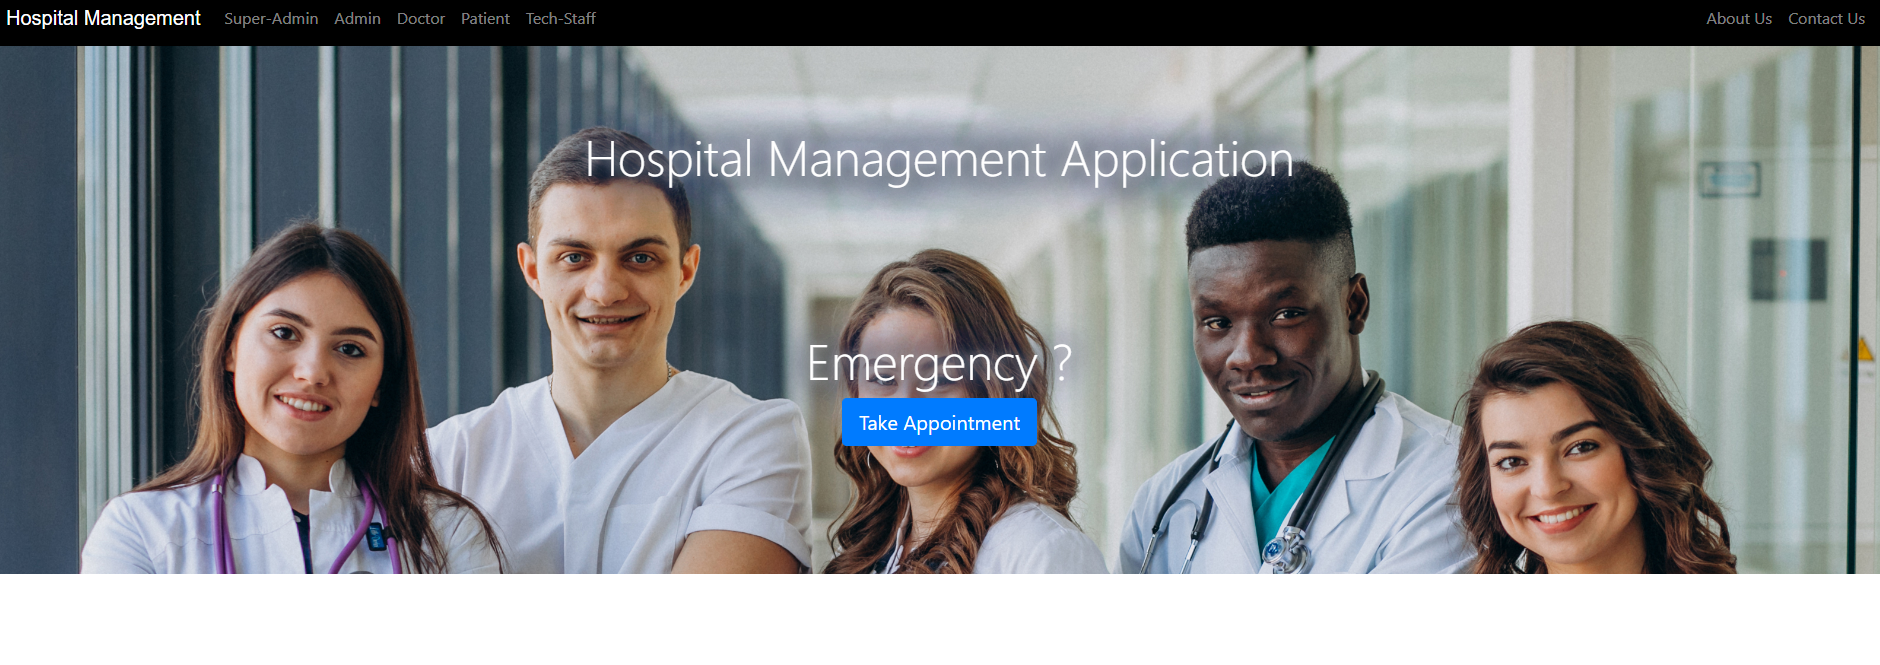 Hospital Management Super-Admin Admin Doctor Patient Tech-Staff About Us Contact Us
Hospital Management Application
Emergency ?
Take Appointment